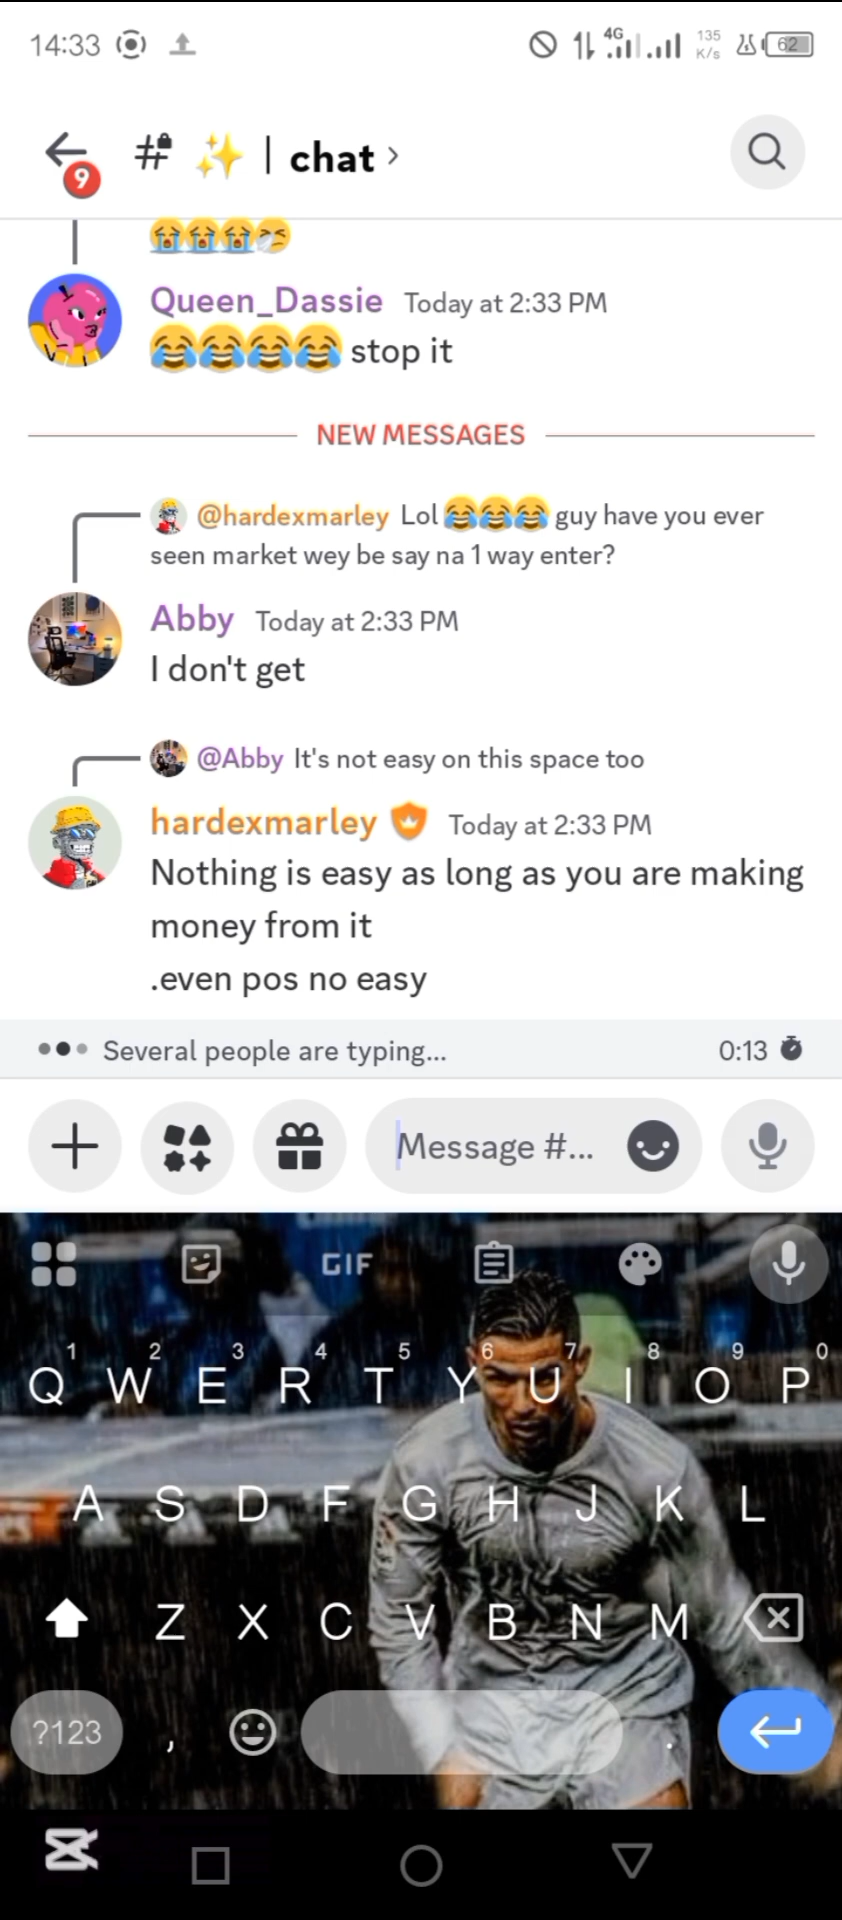 14:33 4G 135 K/s 62
9 # ✨ | chat ›
😭😭😭🤧
Queen_Dassie Today at 2:33 PM
😂😂😂😂 stop it
NEW MESSAGES
@hardexmarley Lol 😂😂😂 guy have you ever
seen market wey be say na 1 way enter?
Abby Today at 2:33 PM
I don't get
@Abby It's not easy on this space too
hardexmarley Today at 2:33 PM
Nothing is easy as long as you are making
money from it
.even pos no easy
Several people are typing... 0:13
Message #...
GIF
1 2 3 4 5 6 7 8 9 0
Q W E R T Y U I O P
A S D F G H J K L
Z X C V B N M
?123 , .